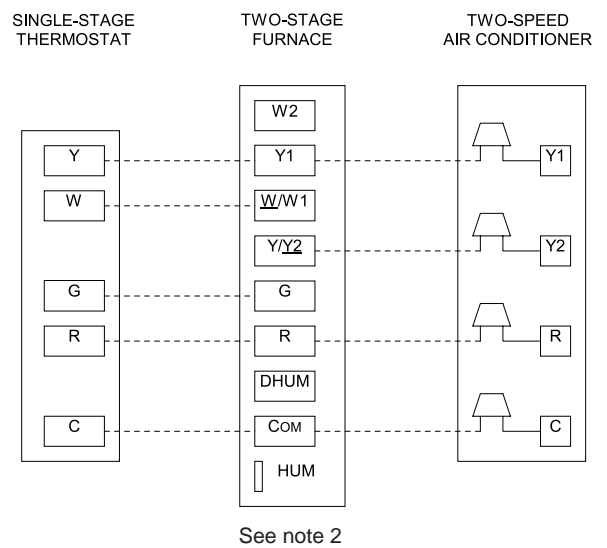 SINGLE-STAGE THERMOSTAT
TWO-STAGE FURNACE
TWO-SPEED AIR CONDITIONER
W2
Y Y1 Y1
W W/W1
Y/Y2 Y2
G G
R R R
DHUM
C COM C
HUM
See note 2